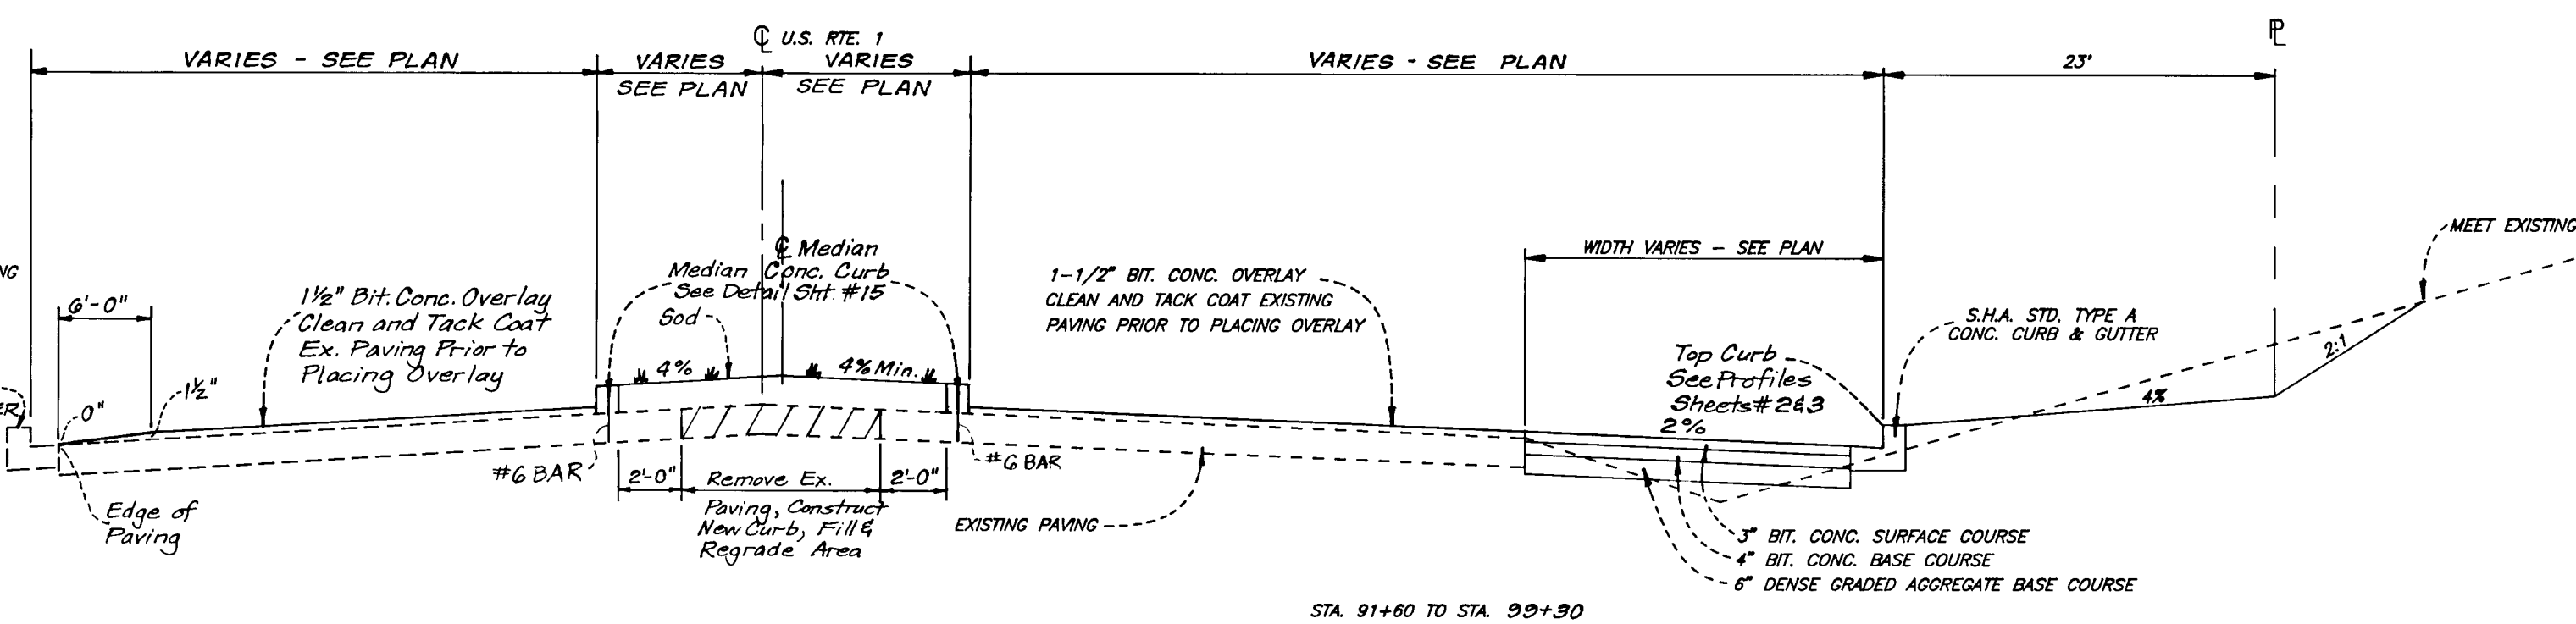 ℄ U.S. RTE. 1
VARIES - SEE PLAN
VARIES
SEE PLAN
VARIES
SEE PLAN
VARIES - SEE PLAN
23'
℄ Median
Median Conc. Curb
See Detail Sht. #15
Sod
6'-0"
1½" Bit. Conc. Overlay
Clean and Tack Coat
Ex. Paving Prior to
Placing Overlay
1½"
0"
Edge of
Paving
4%
4% Min.
#6 BAR
2'-0"
Remove Ex.
Paving, Construct
New Curb, Fill &
Regrade Area
2'-0"
#6 BAR
1-1/2" BIT. CONC. OVERLAY
CLEAN AND TACK COAT EXISTING
PAVING PRIOR TO PLACING OVERLAY
EXISTING PAVING
WIDTH VARIES - SEE PLAN
Top Curb
See Profiles
Sheets #2&3
2%
S.H.A. STD. TYPE A
CONC. CURB & GUTTER
MEET EXISTING
2:1
4%
3" BIT. CONC. SURFACE COURSE
4" BIT. CONC. BASE COURSE
6" DENSE GRADED AGGREGATE BASE COURSE
STA. 91+60 TO STA. 99+30